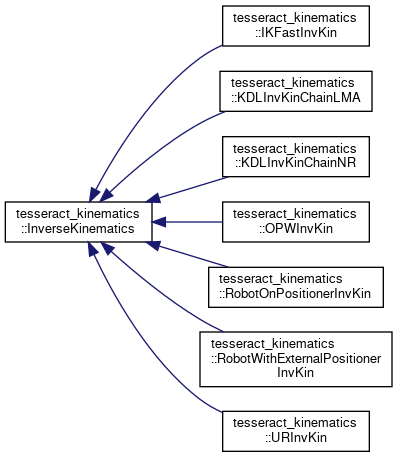 tesseract_kinematics
::IKFastInvKin
tesseract_kinematics
::KDLInvKinChainLMA
tesseract_kinematics
::KDLInvKinChainNR
tesseract_kinematics
::InverseKinematics
tesseract_kinematics
::OPWInvKin
tesseract_kinematics
::RobotOnPositionerInvKin
tesseract_kinematics
::RobotWithExternalPositioner
InvKin
tesseract_kinematics
::URInvKin